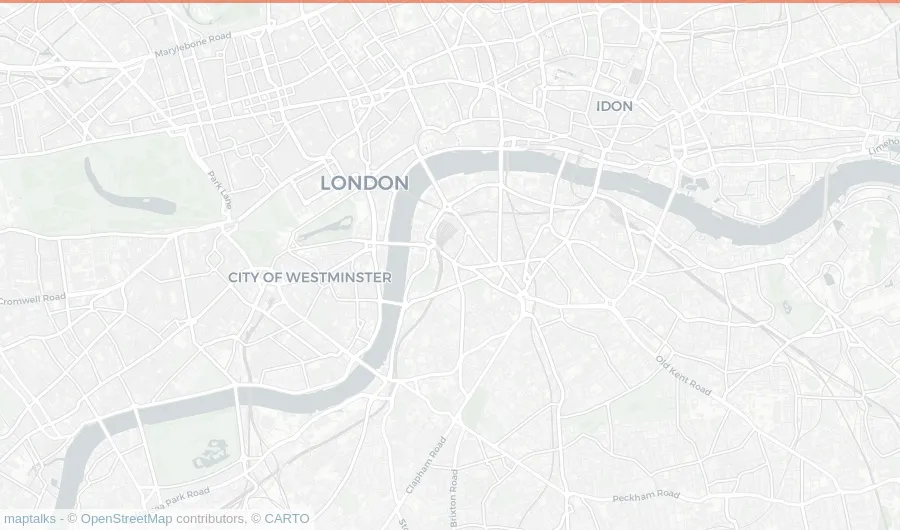 Marylebone Road
IDON
Park Lane
LONDON
CITY OF WESTMINSTER
Cromwell Road
Old Kent Road
Clapham Road
Brixton Road
Peckham Road
Park Road
maptalks - © OpenStreetMap contributors, © CARTO